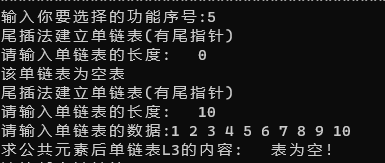 输入你要选择的功能序号:5
尾插法建立单链表(有尾指针)
请输入单链表的长度:  0
该单链表为空表
尾插法建立单链表(有尾指针)
请输入单链表的长度:  10
请输入单链表的数据:1 2 3 4 5 6 7 8 9 10
求公共元素后单链表L3的内容:  表为空!